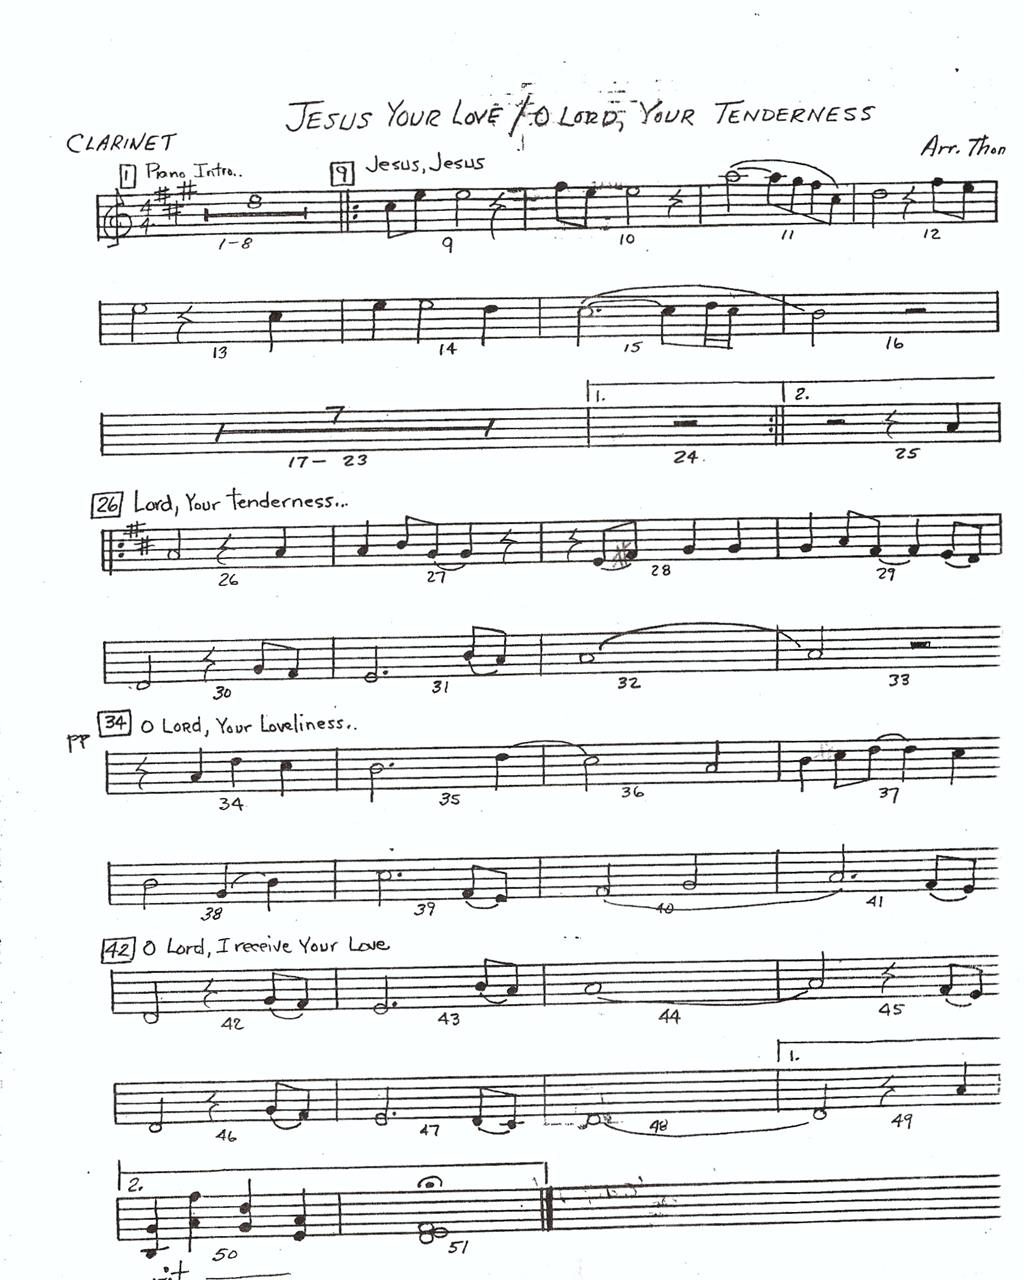 JESUS YOUR LOVE / O LORD, YOUR TENDERNESS
CLARINET
Arr. Thon
1 Piano Intro.. 9 Jesus, Jesus
4 4 8
1-8 9 10 11 12
13 14 15 16
7 1. 2.
17- 23 24. 25
26 Lord, Your tenderness...
26 27 28 29
30 31 32 33
34 O LORD, Your Loveliness..
PP
34 35 36 37
38 39 40 41
42 O Lord, I receive Your Love
42 43 44 45
1.
46 47 48 49
2.
50 51